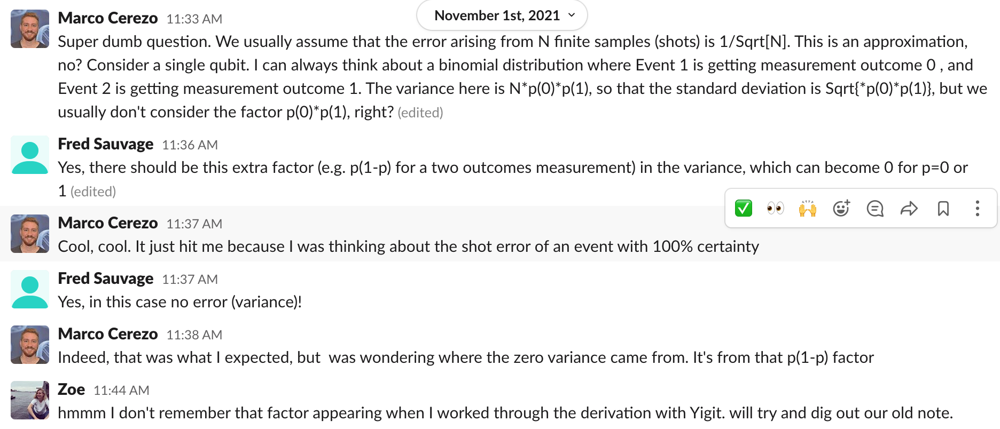 November 1st, 2021
Marco Cerezo 11:33 AM
Super dumb question. We usually assume that the error arising from N finite samples (shots) is 1/Sqrt[N]. This is an approximation,
no? Consider a single qubit. I can always think about a binomial distribution where Event 1 is getting measurement outcome 0 , and
Event 2 is getting measurement outcome 1. The variance here is N*p(0)*p(1), so that the standard deviation is Sqrt{*p(0)*p(1)}, but we
usually don't consider the factor p(0)*p(1), right? (edited)
Fred Sauvage 11:36 AM
Yes, there should be this extra factor (e.g. p(1-p) for a two outcomes measurement) in the variance, which can become 0 for p=0 or
1 (edited)
Marco Cerezo 11:37 AM
Cool, cool. It just hit me because I was thinking about the shot error of an event with 100% certainty
Fred Sauvage 11:37 AM
Yes, in this case no error (variance)!
Marco Cerezo 11:38 AM
Indeed, that was what I expected, but  was wondering where the zero variance came from. It's from that p(1-p) factor
Zoe 11:44 AM
hmmm I don't remember that factor appearing when I worked through the derivation with Yigit. will try and dig out our old note.